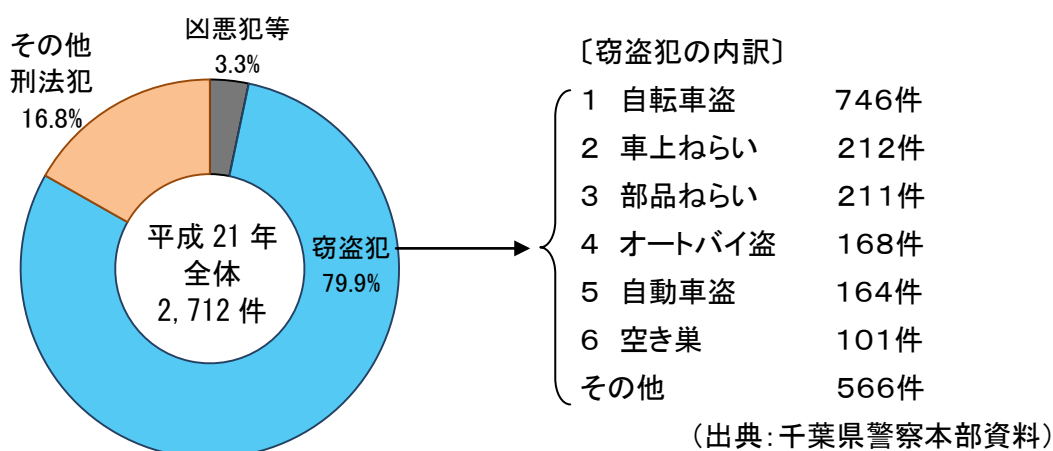 凶悪犯等
3.3%
その他
刑法犯
16.8%
平成 21 年
全体
2,712 件
窃盗犯
79.9%
〔窃盗犯の内訳〕
1 自転車盗 746件
2 車上ねらい 212件
3 部品ねらい 211件
4 オートバイ盗 168件
5 自動車盗 164件
6 空き巣 101件
その他 566件
（出典：千葉県警察本部資料）